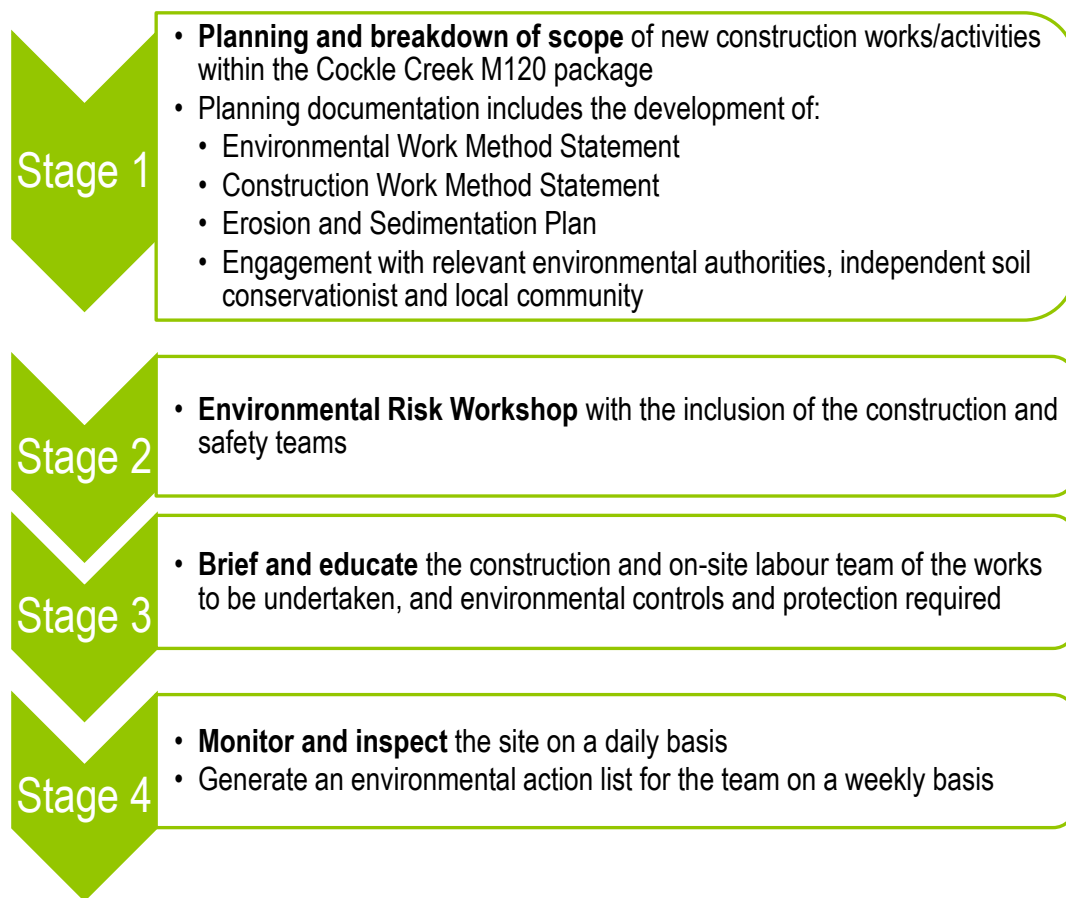 Stage 1
• Planning and breakdown of scope of new construction works/activities
within the Cockle Creek M120 package
• Planning documentation includes the development of:
• Environmental Work Method Statement
• Construction Work Method Statement
• Erosion and Sedimentation Plan
• Engagement with relevant environmental authorities, independent soil
conservationist and local community
Stage 2
• Environmental Risk Workshop with the inclusion of the construction and
safety teams
Stage 3
• Brief and educate the construction and on-site labour team of the works
to be undertaken, and environmental controls and protection required
Stage 4
• Monitor and inspect the site on a daily basis
• Generate an environmental action list for the team on a weekly basis